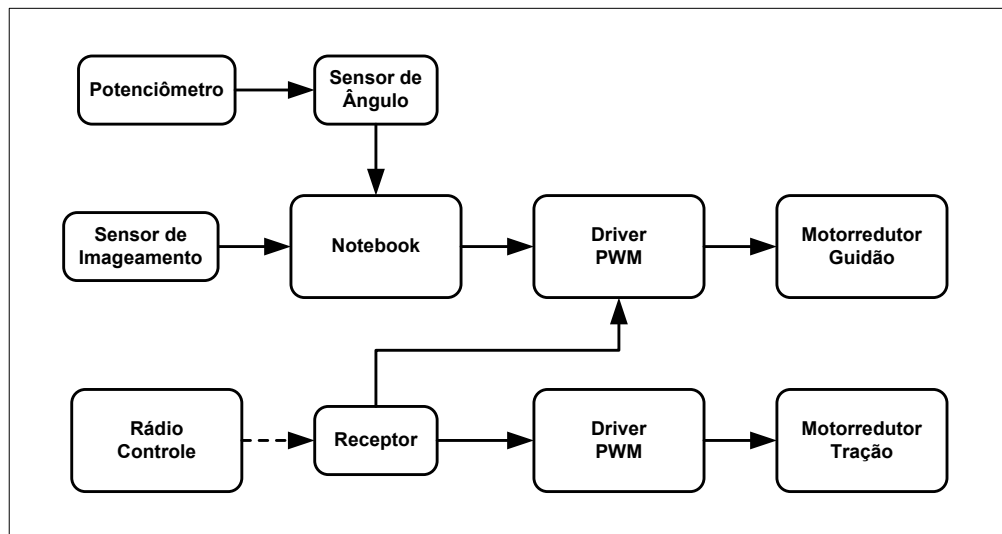 Potenciômetro
Sensor de
Ângulo
Sensor de
Imageamento
Notebook
Driver
PWM
Motorredutor
Guidão
Rádio
Controle
Receptor
Driver
PWM
Motorredutor
Tração